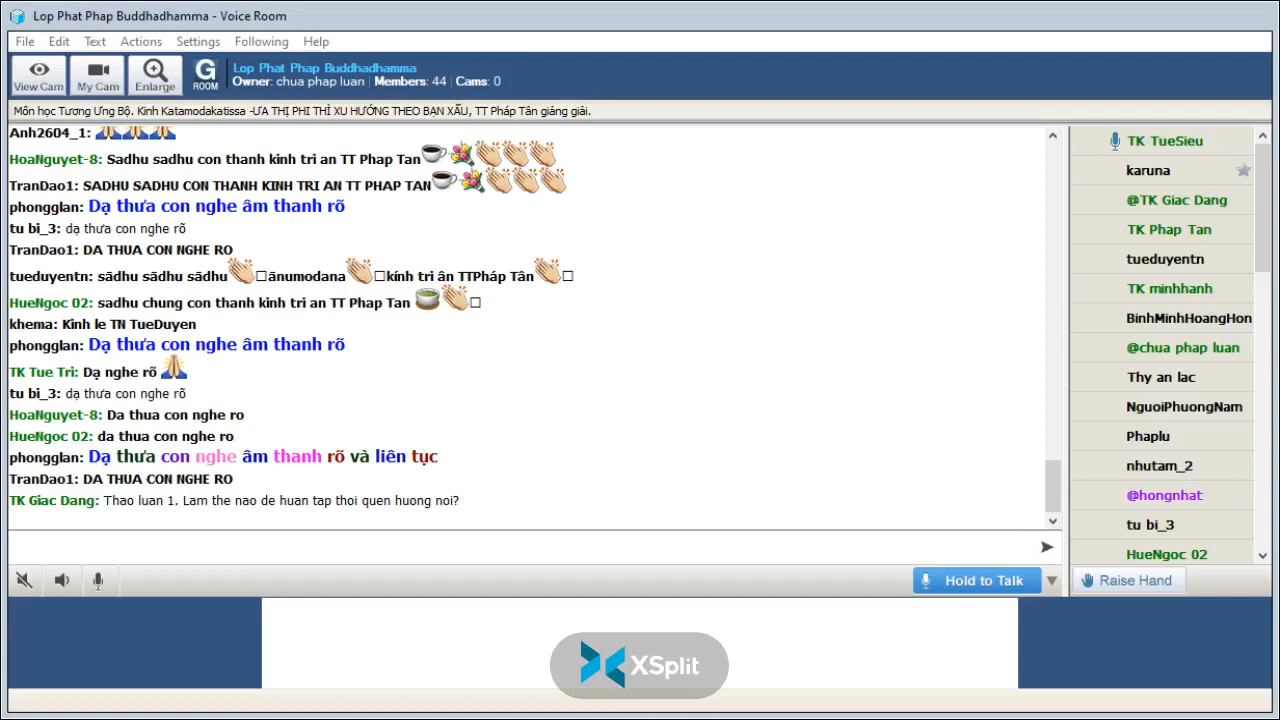 Lop Phat Phap Buddhadhamma - Voice Room
File Edit Text Actions Settings Following Help
View Cam My Cam Enlarge G ROOM
Lop Phat Phap Buddhadhamma
Owner: chua phap luan | Members: 44 | Cams: 0
Môn học Tương Ưng Bộ. Kinh Katamodakatissa -ƯA THỊ PHI THÌ XU HƯỚNG THEO BẠN XẤU, TT Pháp Tân giảng giải.
Anh2604_1:
HoaNguyet-8: Sadhu sadhu con thanh kinh tri an TT Phap Tan
TranDao1: SADHU SADHU CON THANH KINH TRI AN TT PHAP TAN
phongglan: Dạ thưa con nghe âm thanh rõ
tu bi_3: dạ thưa con nghe rõ
TranDao1: DA THUA CON NGHE RO
tueduyentn: sādhu sādhu sādhu ānumodana kính tri ân TTPháp Tân
HueNgoc 02: sadhu chung con thanh kinh tri an TT Phap Tan
khema: Kinh le TN TueDuyen
phongglan: Dạ thưa con nghe âm thanh rõ
TK Tue Tri: Dạ nghe rõ
tu bi_3: dạ thưa con nghe rõ
HoaNguyet-8: Da thua con nghe ro
HueNgoc 02: da thua con nghe ro
phongglan: Dạ thưa con nghe âm thanh rõ và liên tục
TranDao1: DA THUA CON NGHE RO
TK Giac Dang: Thao luan 1. Lam the nao de huan tap thoi quen huong noi?
TK TueSieu
karuna
@TK Giac Dang
TK Phap Tan
tueduyentn
TK minhhanh
BinhMinhHoangHon
@chua phap luan
Thy an lac
NguoiPhuongNam
Phaplu
nhutam_2
@hongnhat
tu bi_3
HueNgoc 02
Hold to Talk
Raise Hand
XSplit